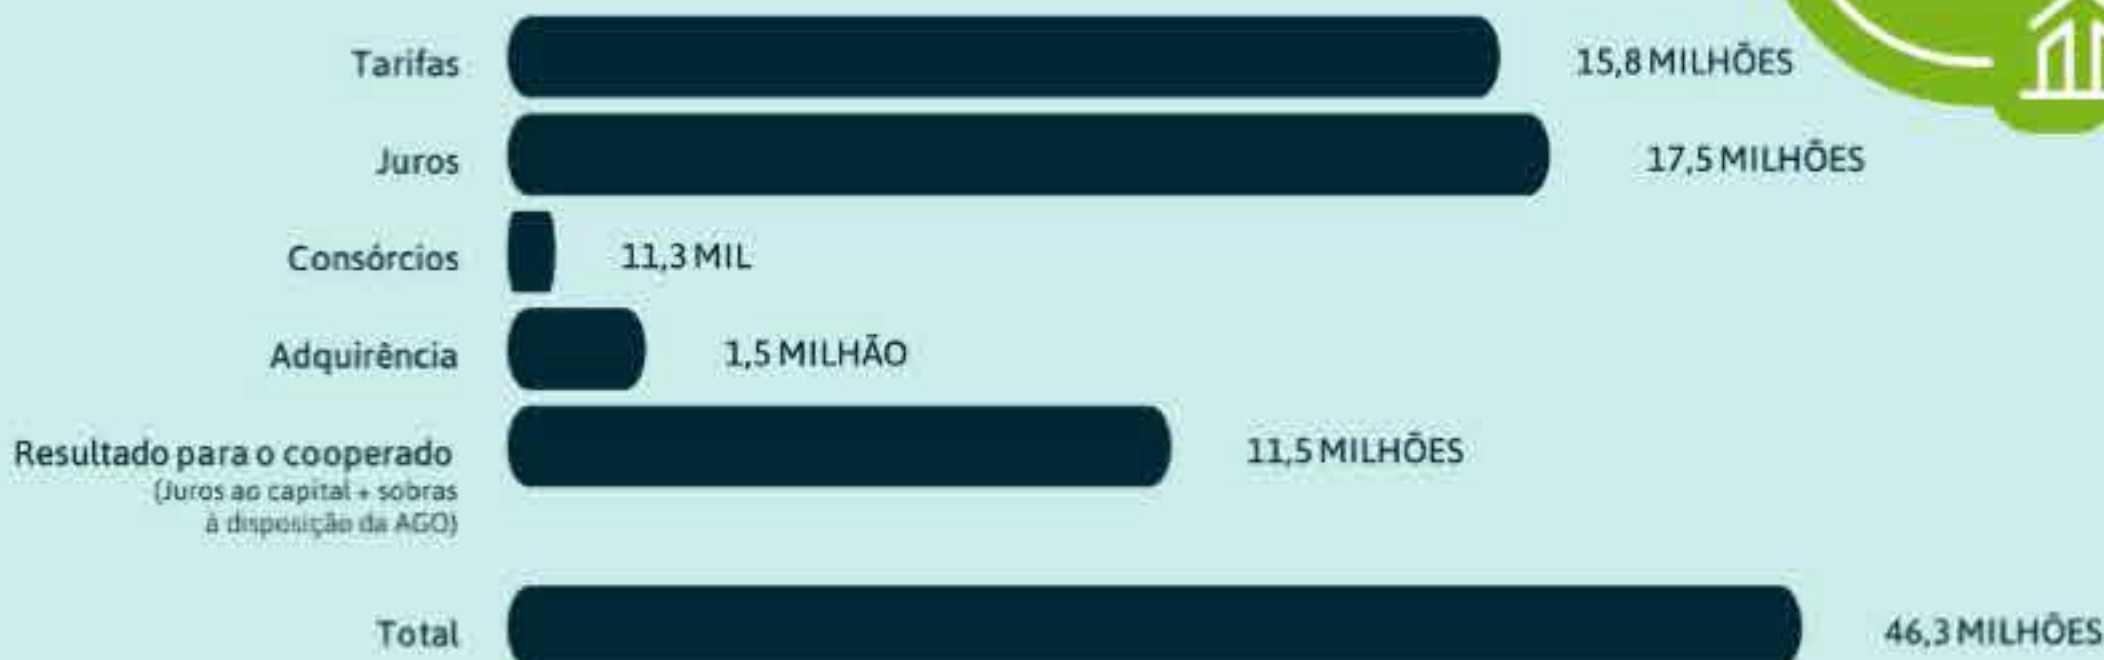 Tarifas 15,8 MILHÕES
Juros 17,5 MILHÕES
Consórcios 11,3 MIL
Adquirência 1,5 MILHÃO
Resultado para o cooperado 11,5 MILHÕES
(Juros ao capital + sobras
à disposição da AGO)
Total 46,3 MILHÕES